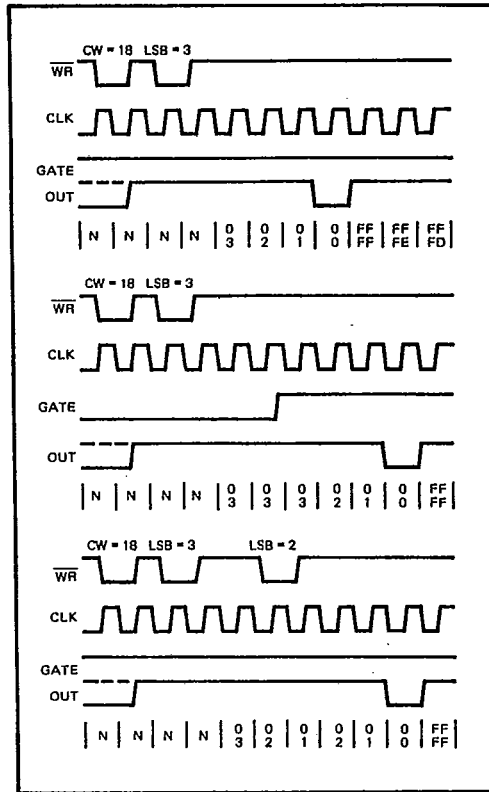 CW = 18 LSB = 3
WR
CLK
GATE
OUT
N N N N 0 0 0 0 FF FF FF
3 2 1 0 FF FE FD
CW = 18 LSB = 3
WR
CLK
GATE
OUT
N N N N 0 0 0 0 0 0 FF
3 3 3 2 1 0 FF
CW = 18 LSB = 3 LSB = 2
WR
CLK
GATE
OUT
N N N N 0 0 0 0 0 0 FF
3 2 1 2 1 0 FF